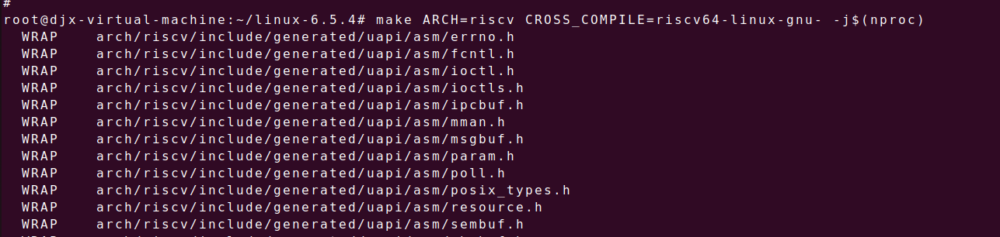 #
root@djx-virtual-machine:~/linux-6.5.4# make ARCH=riscv CROSS_COMPILE=riscv64-linux-gnu- -j$(nproc)
WRAP arch/riscv/include/generated/uapi/asm/errno.h
WRAP arch/riscv/include/generated/uapi/asm/fcntl.h
WRAP arch/riscv/include/generated/uapi/asm/ioctl.h
WRAP arch/riscv/include/generated/uapi/asm/ioctls.h
WRAP arch/riscv/include/generated/uapi/asm/ipcbuf.h
WRAP arch/riscv/include/generated/uapi/asm/mman.h
WRAP arch/riscv/include/generated/uapi/asm/msgbuf.h
WRAP arch/riscv/include/generated/uapi/asm/param.h
WRAP arch/riscv/include/generated/uapi/asm/poll.h
WRAP arch/riscv/include/generated/uapi/asm/posix_types.h
WRAP arch/riscv/include/generated/uapi/asm/resource.h
WRAP arch/riscv/include/generated/uapi/asm/sembuf.h
WRAP